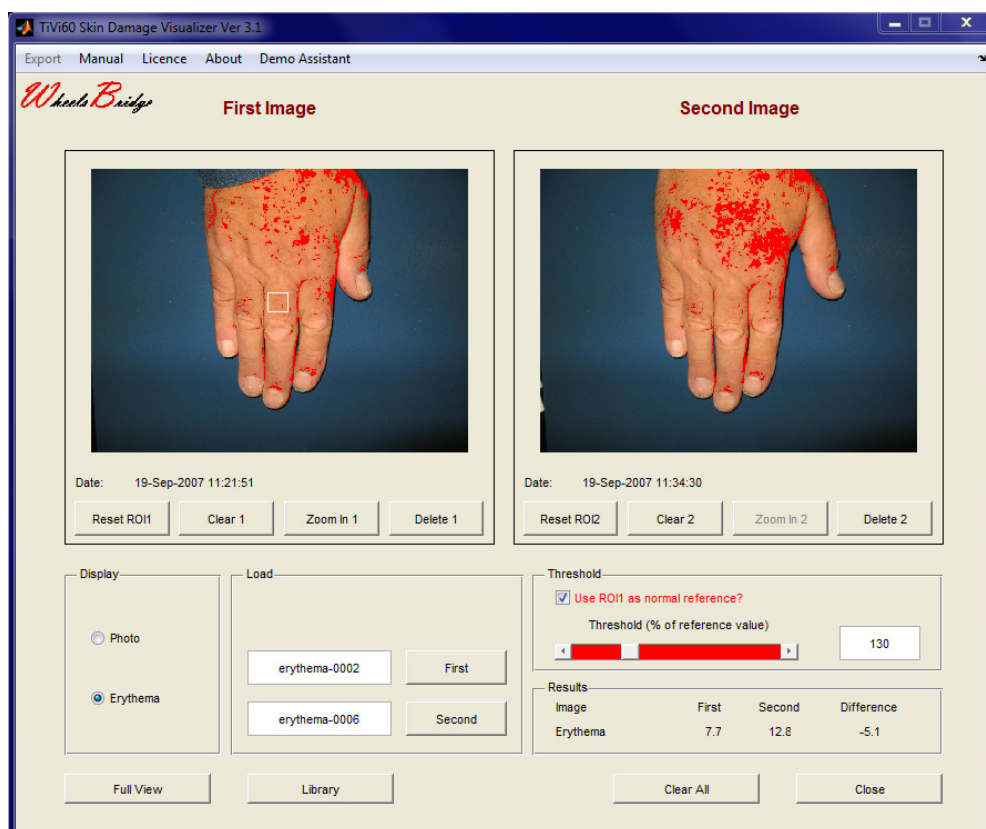 TiVi60 Skin Damage Visualizer Ver 3.1
Export Manual Licence About Demo Assistant
Wheels Bridge
First Image Second Image
Date: 19-Sep-2007 11:21:51 Date: 19-Sep-2007 11:34:30
Reset ROI1 Clear 1 Zoom In 1 Delete 1 Reset ROI2 Clear 2 Zoom In 2 Delete 2
Display Load Threshold
Use ROI1 as normal reference?
Photo Threshold (% of reference value)
130
erythema-0002 First
Results
Image First Second Difference
Erythema erythema-0006 Second Erythema 7.7 12.8 -5.1
Full View Library Clear All Close